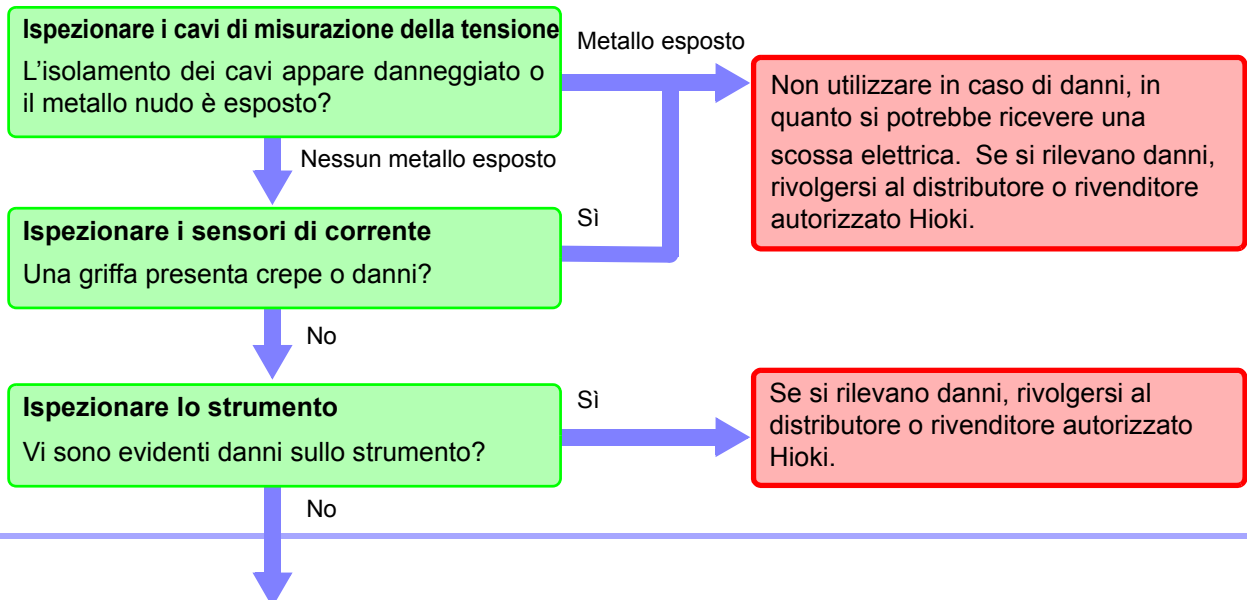 Ispezionare i cavi di misurazione della tensione
L'isolamento dei cavi appare danneggiato o
il metallo nudo è esposto?
Metallo esposto
Non utilizzare in caso di danni, in
quanto si potrebbe ricevere una
scossa elettrica. Se si rilevano danni,
rivolgersi al distributore o rivenditore
autorizzato Hioki.
Nessun metallo esposto
Ispezionare i sensori di corrente
Una griffa presenta crepe o danni?
Sì
No
Ispezionare lo strumento
Vi sono evidenti danni sullo strumento?
Sì
Se si rilevano danni, rivolgersi al
distributore o rivenditore autorizzato
Hioki.
No